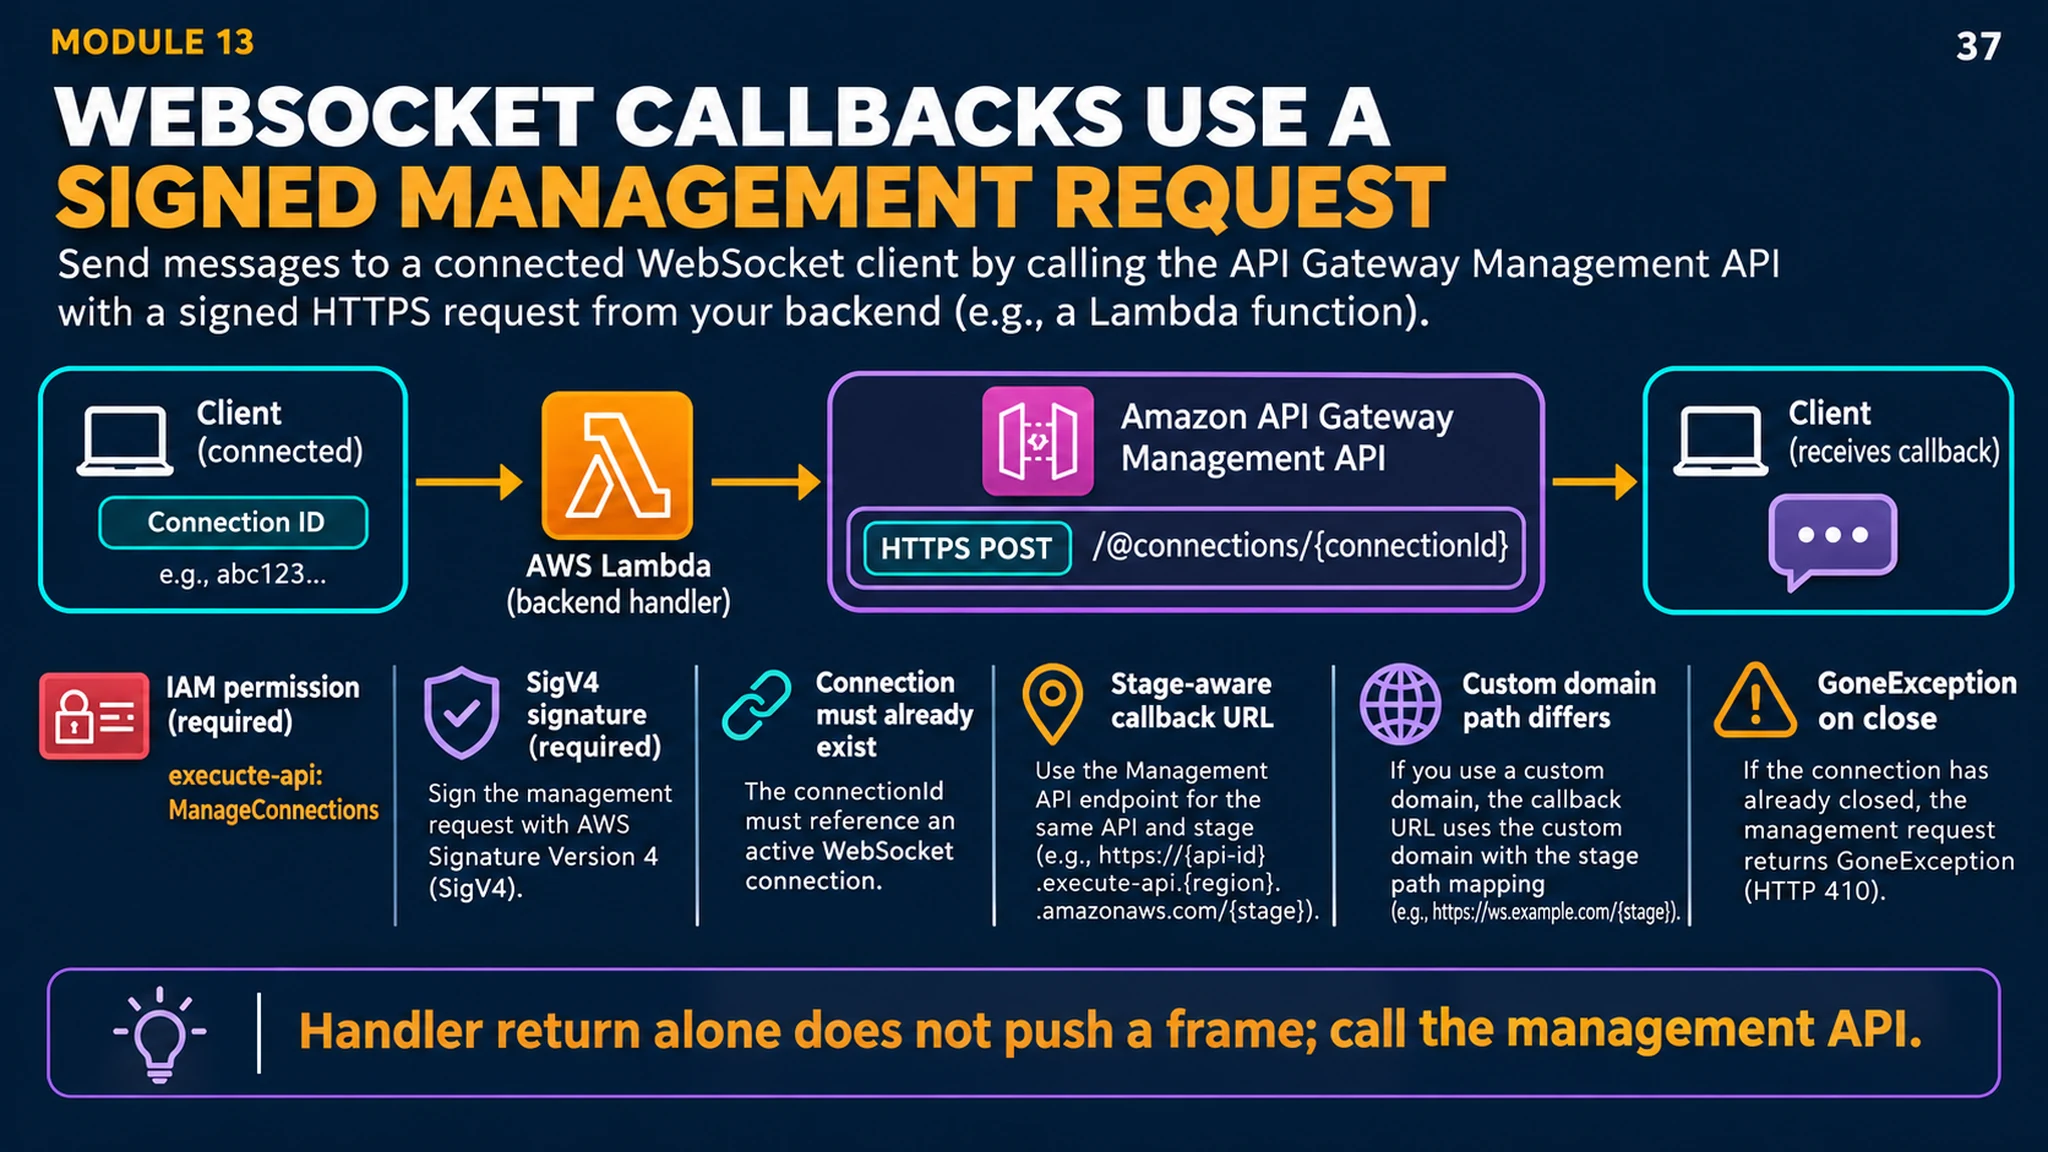 MODULE 13
37
WEBSOCKET CALLBACKS USE A
SIGNED MANAGEMENT REQUEST
Send messages to a connected WebSocket client by calling the API Gateway Management API
with a signed HTTPS request from your backend (e.g., a Lambda function).
Client
(connected)
Connection ID
e.g., abc123...
AWS Lambda
(backend handler)
Amazon API Gateway
Management API
HTTPS POST /@connections/{connectionId}
Client
(receives callback)
IAM permission
(required)
execucte-api:
ManageConnections
SigV4
signature
(required)
Sign the management
request with AWS
Signature Version 4
(SigV4).
Connection
must already
exist
The connectionId
must reference an
active WebSocket
connection.
Stage-aware
callback URL
Use the Management
API endpoint for the
same API and stage
(e.g., https://{api-id}
.execute-api.{region}.
.amazonaws.com/{stage}).
Custom domain
path differs
If you use a custom
domain, the callback
URL uses the custom
domain with the stage
path mapping
(e.g., https://ws.example.com/{stage}).
GoneException
on close
If the connection has
already closed, the
management request
returns GoneException
(HTTP 410).
Handler return alone does not push a frame; call the management API.